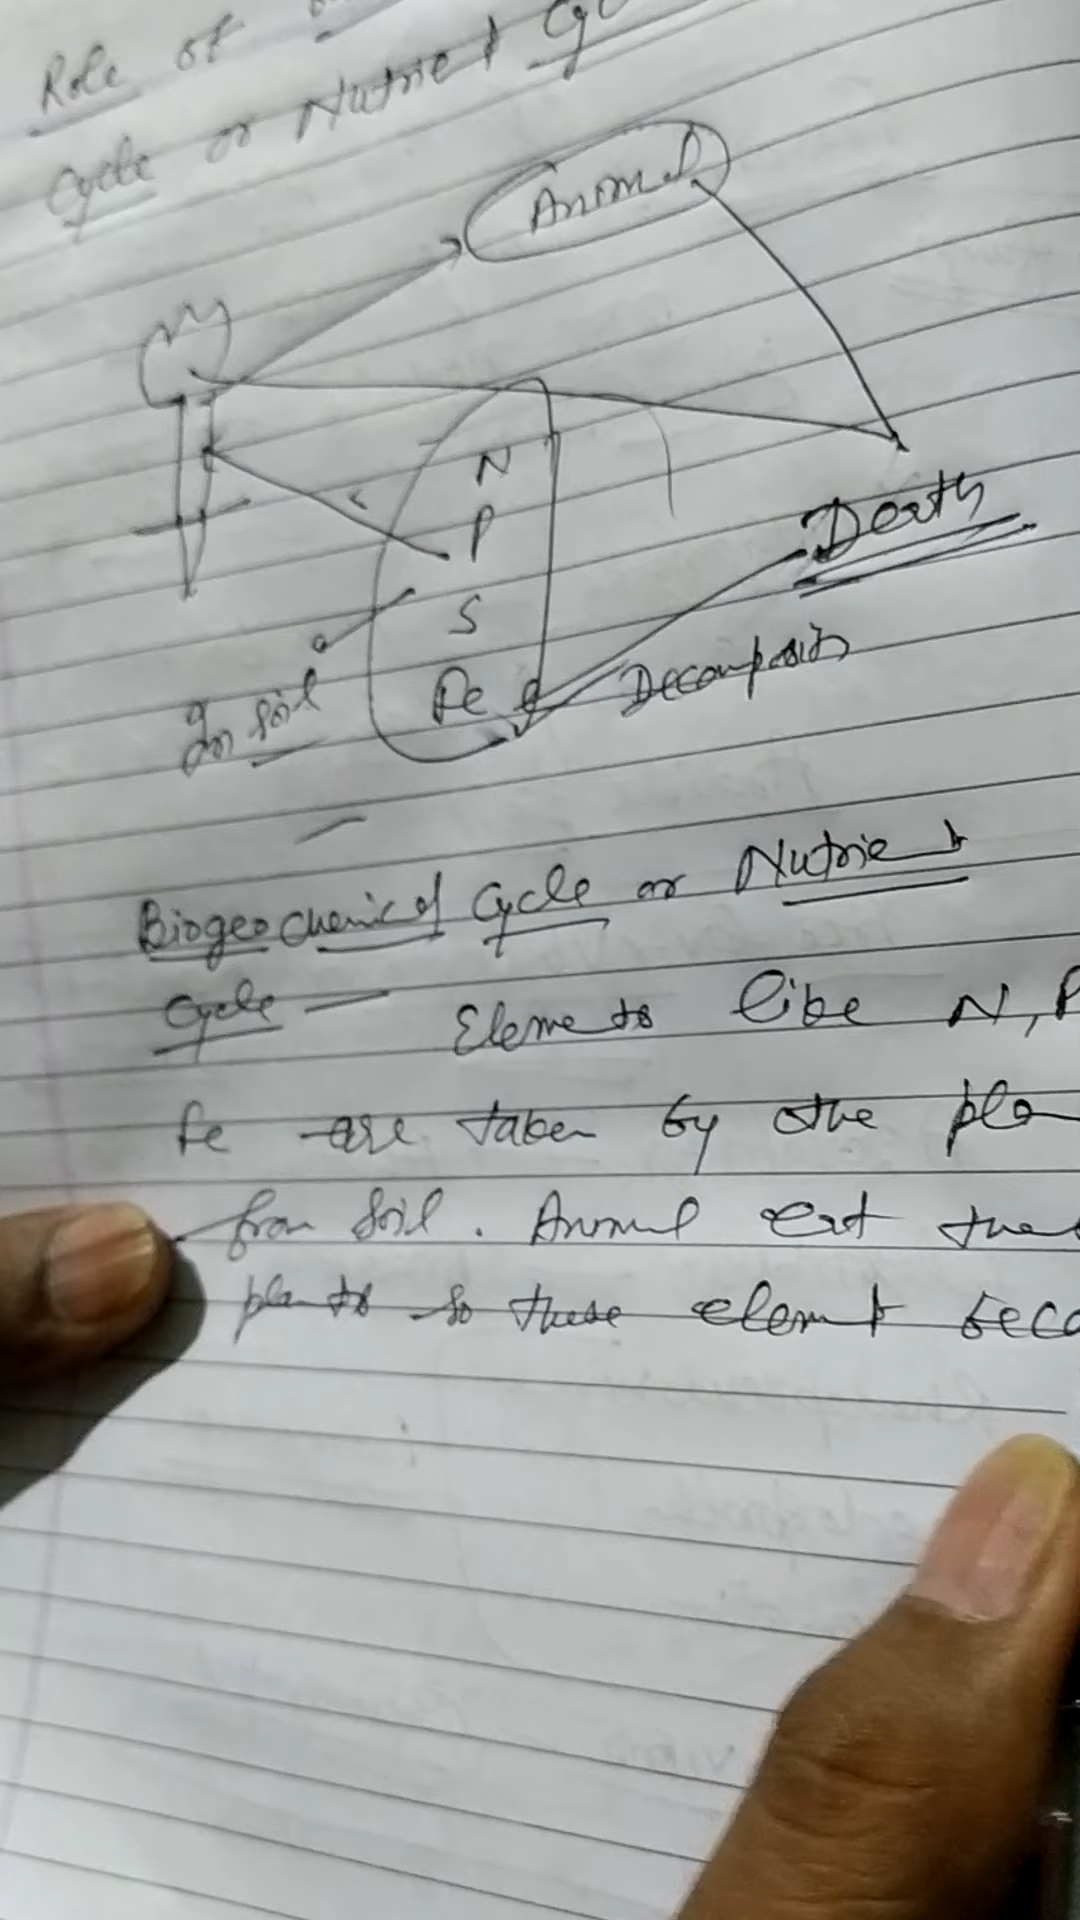 Role of
Cycle or Nutrient
Animal
N
P
S
Fe
In soil
Death
Decomposition
Biogeochemical Cycle or Nutrient
Cycle — Elements like N, P
Fe are taken by the pla
from soil. Animal eat the
plants so these element beco